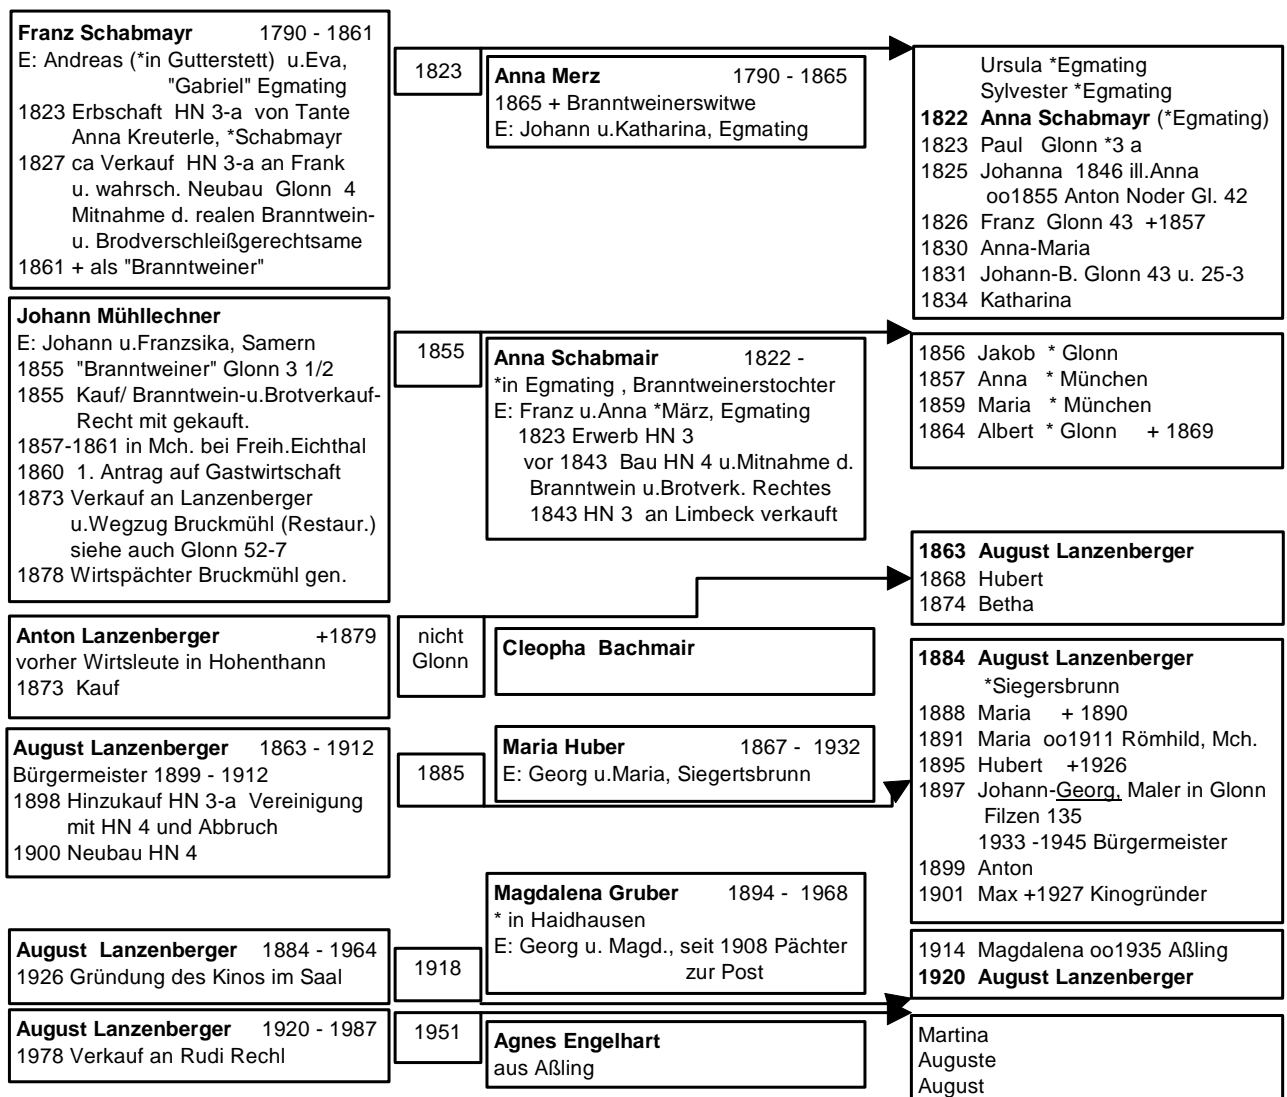 Franz Schabmayr 1790 - 1861
E: Andreas (*in Gutterstett) u.Eva,
"Gabriel" Egmating
1823 Erbschaft HN 3-a von Tante
Anna Kreuterle, *Schabmayr
1827 ca Verkauf HN 3-a an Frank
u. wahrsch. Neubau Glonn 4
Mitnahme d. realen Branntwein-
u. Brodverschleißgerechtsame
1861 + als "Branntweiner"
1823
Anna Merz 1790 - 1865
1865 + Branntweinerswitwe
E: Johann u.Katharina, Egmating
Ursula *Egmating
Sylvester *Egmating
1822 Anna Schabmayr (*Egmating)
1823 Paul Glonn *3 a
1825 Johanna 1846 ill.Anna
oo1855 Anton Noder Gl. 42
1826 Franz Glonn 43 +1857
1830 Anna-Maria
1831 Johann-B. Glonn 43 u. 25-3
1834 Katharina
Johann Mühllechner
E: Johann u.Franzsika, Samern
1855 "Branntweiner" Glonn 3 1/2
1855 Kauf/ Branntwein-u.Brotverkauf-
Recht mit gekauft.
1857-1861 in Mch. bei Freih.Eichthal
1860 1. Antrag auf Gastwirtschaft
1873 Verkauf an Lanzenberger
u.Wegzug Bruckmühl (Restaur.)
siehe auch Glonn 52-7
1878 Wirtspächter Bruckmühl gen.
1855
Anna Schabmair 1822 -
*in Egmating , Branntweinerstochter
E: Franz u.Anna *März, Egmating
1823 Erwerb HN 3
vor 1843 Bau HN 4 u.Mitnahme d.
Branntwein u.Brotverk. Rechtes
1843 HN 3 an Limbeck verkauft
1856 Jakob * Glonn
1857 Anna * München
1859 Maria * München
1864 Albert * Glonn + 1869
Anton Lanzenberger +1879
vorher Wirtsleute in Hohenthann
1873 Kauf
nicht
Glonn
Cleopha Bachmair
1863 August Lanzenberger
1868 Hubert
1874 Betha
August Lanzenberger 1863 - 1912
Bürgermeister 1899 - 1912
1898 Hinzukauf HN 3-a Vereinigung
mit HN 4 und Abbruch
1900 Neubau HN 4
1885
Maria Huber 1867 - 1932
E: Georg u.Maria, Siegertsbrunn
1884 August Lanzenberger
*Siegersbrunn
1888 Maria + 1890
1891 Maria oo1911 Römhild, Mch.
1895 Hubert +1926
1897 Johann-Georg, Maler in Glonn
Filzen 135
1933 -1945 Bürgermeister
1899 Anton
1901 Max +1927 Kinogründer
August Lanzenberger 1884 - 1964
1926 Gründung des Kinos im Saal
1918
Magdalena Gruber 1894 - 1968
* in Haidhausen
E: Georg u. Magd., seit 1908 Pächter
zur Post
1914 Magdalena oo1935 Aßling
1920 August Lanzenberger
August Lanzenberger 1920 - 1987
1978 Verkauf an Rudi Rechl
1951
Agnes Engelhart
aus Aßling
Martina
Auguste
August